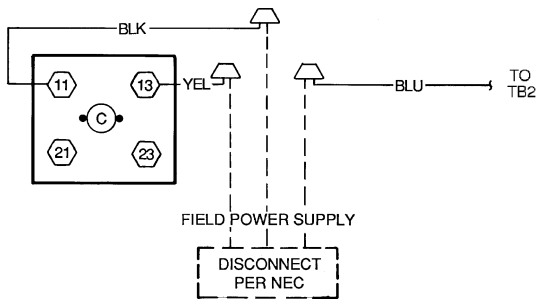 BLK
11
13
YEL
BLU
TO
TB2
C
21
23
FIELD POWER SUPPLY
DISCONNECT
PER NEC